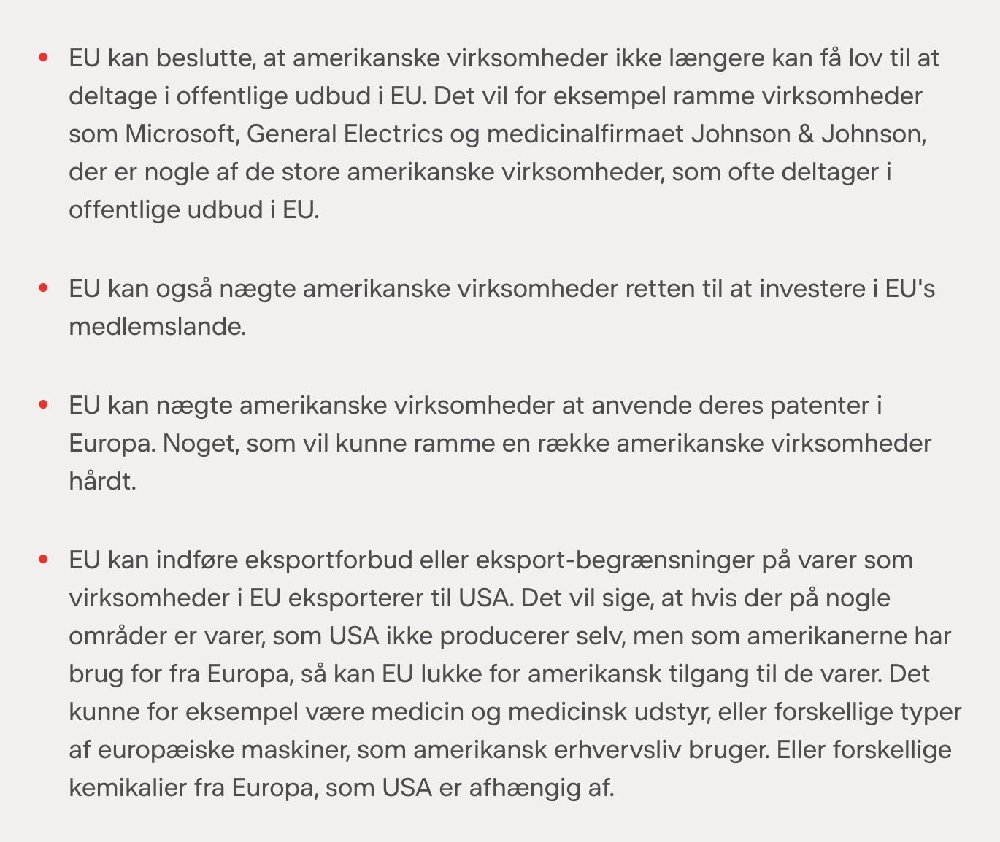 EU kan beslutte, at amerikanske virksomheder ikke længere kan få lov til at
deltage i offentlige udbud i EU. Det vil for eksempel ramme virksomheder
som Microsoft, General Electrics og medicinalfirmaet Johnson & Johnson,
der er nogle af de store amerikanske virksomheder, som ofte deltager i
offentlige udbud i EU.
EU kan også nægte amerikanske virksomheder retten til at investere i EU's
medlemslande.
EU kan nægte amerikanske virksomheder at anvende deres patenter i
Europa. Noget, som vil kunne ramme en række amerikanske virksomheder
hårdt.
EU kan indføre eksportforbud eller eksport-begrænsninger på varer som
virksomheder i EU eksporterer til USA. Det vil sige, at hvis der på nogle
områder er varer, som USA ikke producerer selv, men som amerikanerne har
brug for fra Europa, så kan EU lukke for amerikansk tilgang til de varer. Det
kunne for eksempel være medicin og medicinsk udstyr, eller forskellige typer
af europæiske maskiner, som amerikansk erhvervsliv bruger. Eller forskellige
kemikalier fra Europa, som USA er afhængig af.